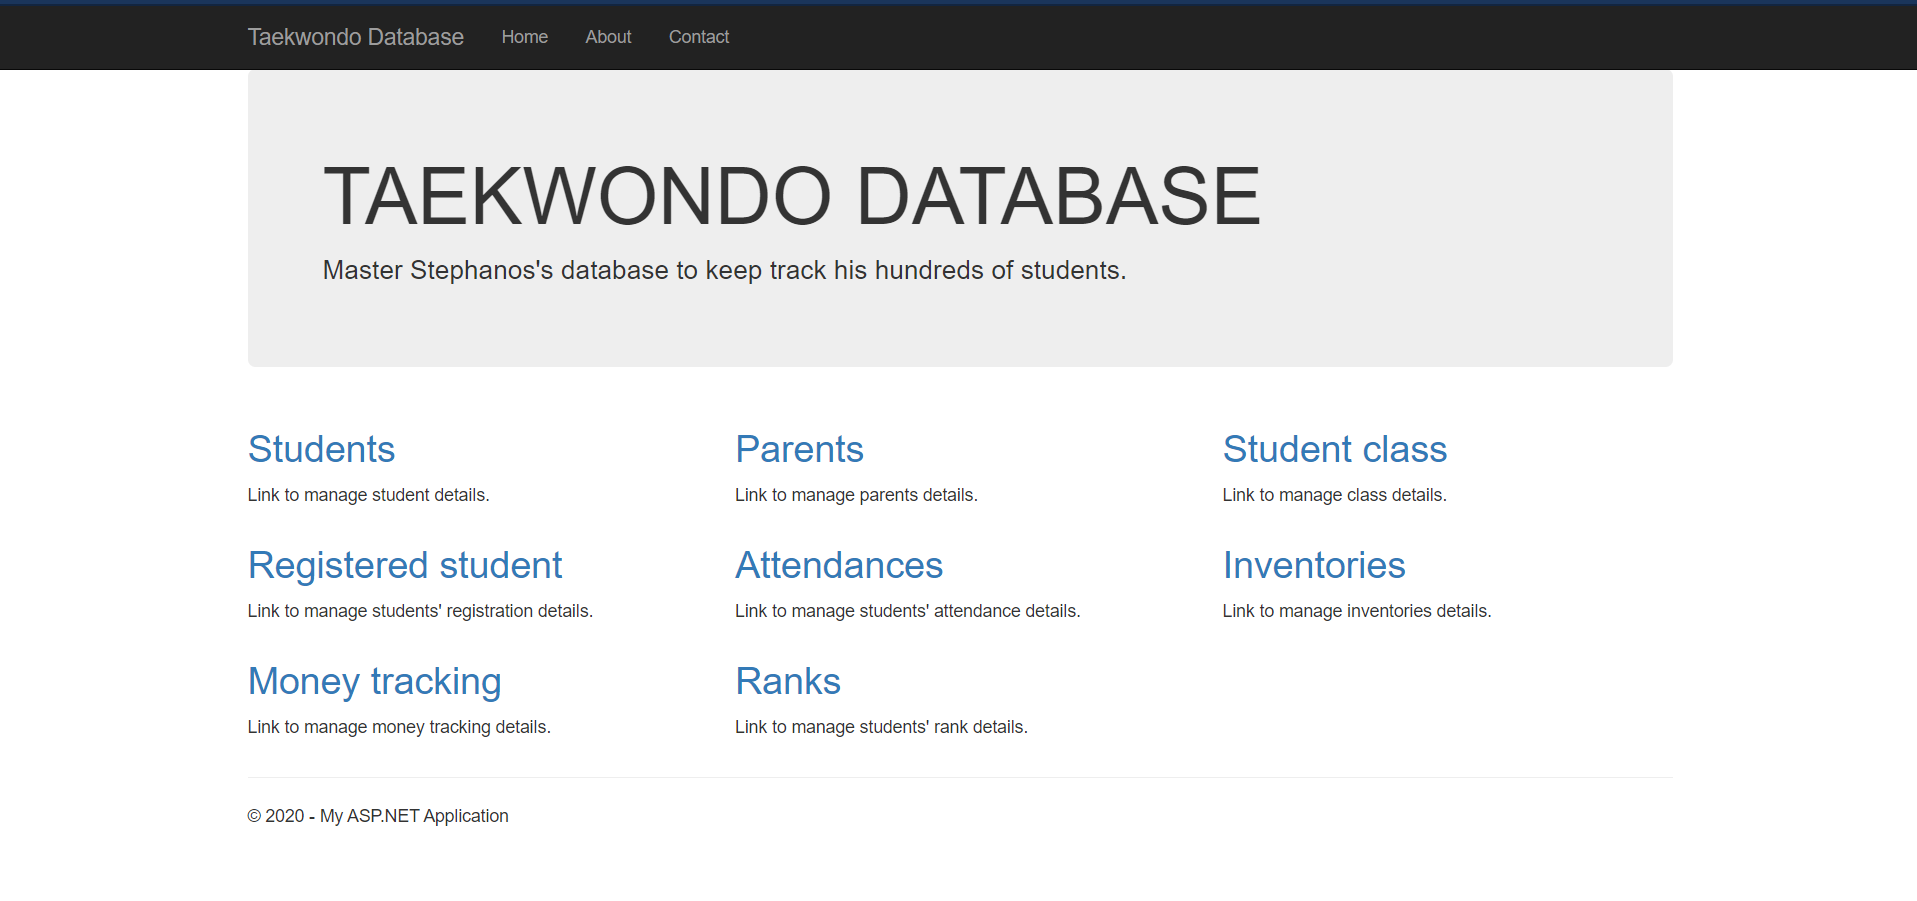 Taekwondo Database Home About Contact
TAEKWONDO DATABASE
Master Stephanos's database to keep track his hundreds of students.
Students
Link to manage student details.
Parents
Link to manage parents details.
Student class
Link to manage class details.
Registered student
Link to manage students' registration details.
Attendances
Link to manage students' attendance details.
Inventories
Link to manage inventories details.
Money tracking
Link to manage money tracking details.
Ranks
Link to manage students' rank details.
© 2020 - My ASP.NET Application